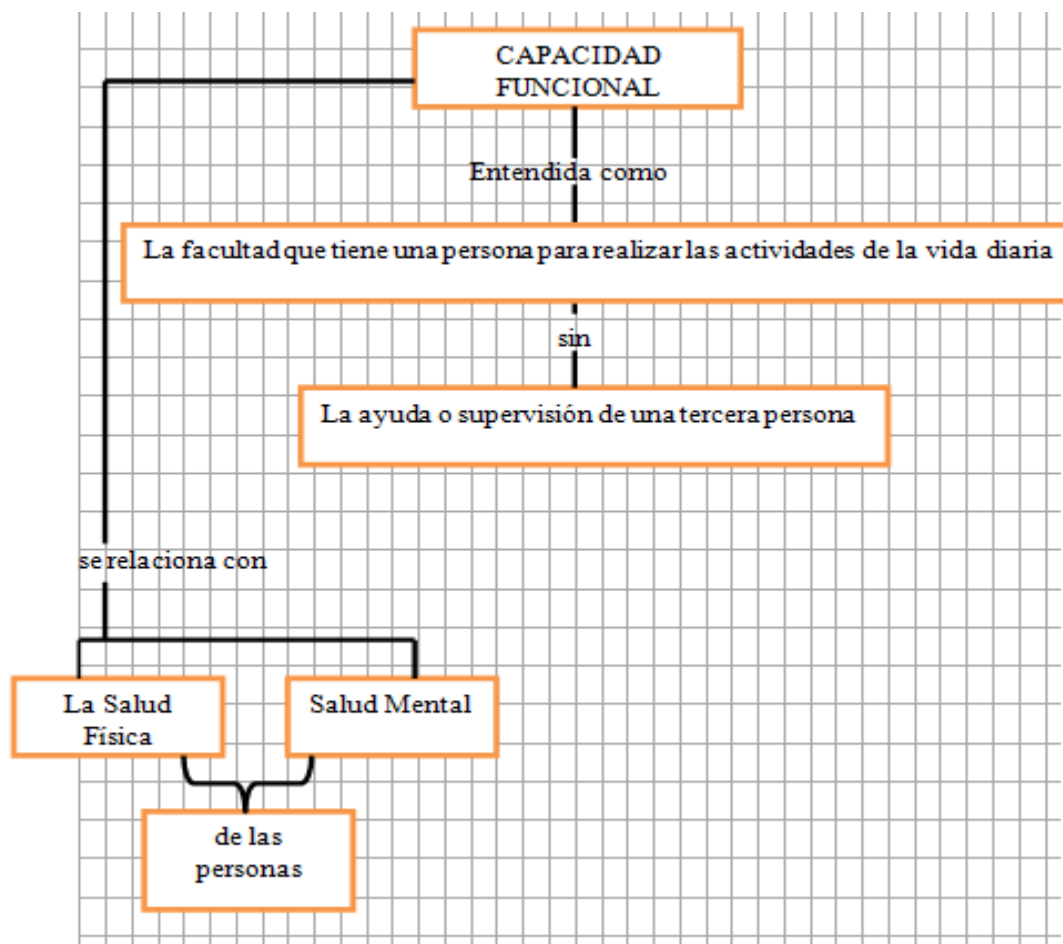 CAPACIDAD
FUNCIONAL
Entendida como
La facultad que tiene una persona para realizar las actividades de la vida diaria
sin
La ayuda o supervisión de una tercera persona
se relaciona con
La Salud
Física
Salud Mental
de las
personas